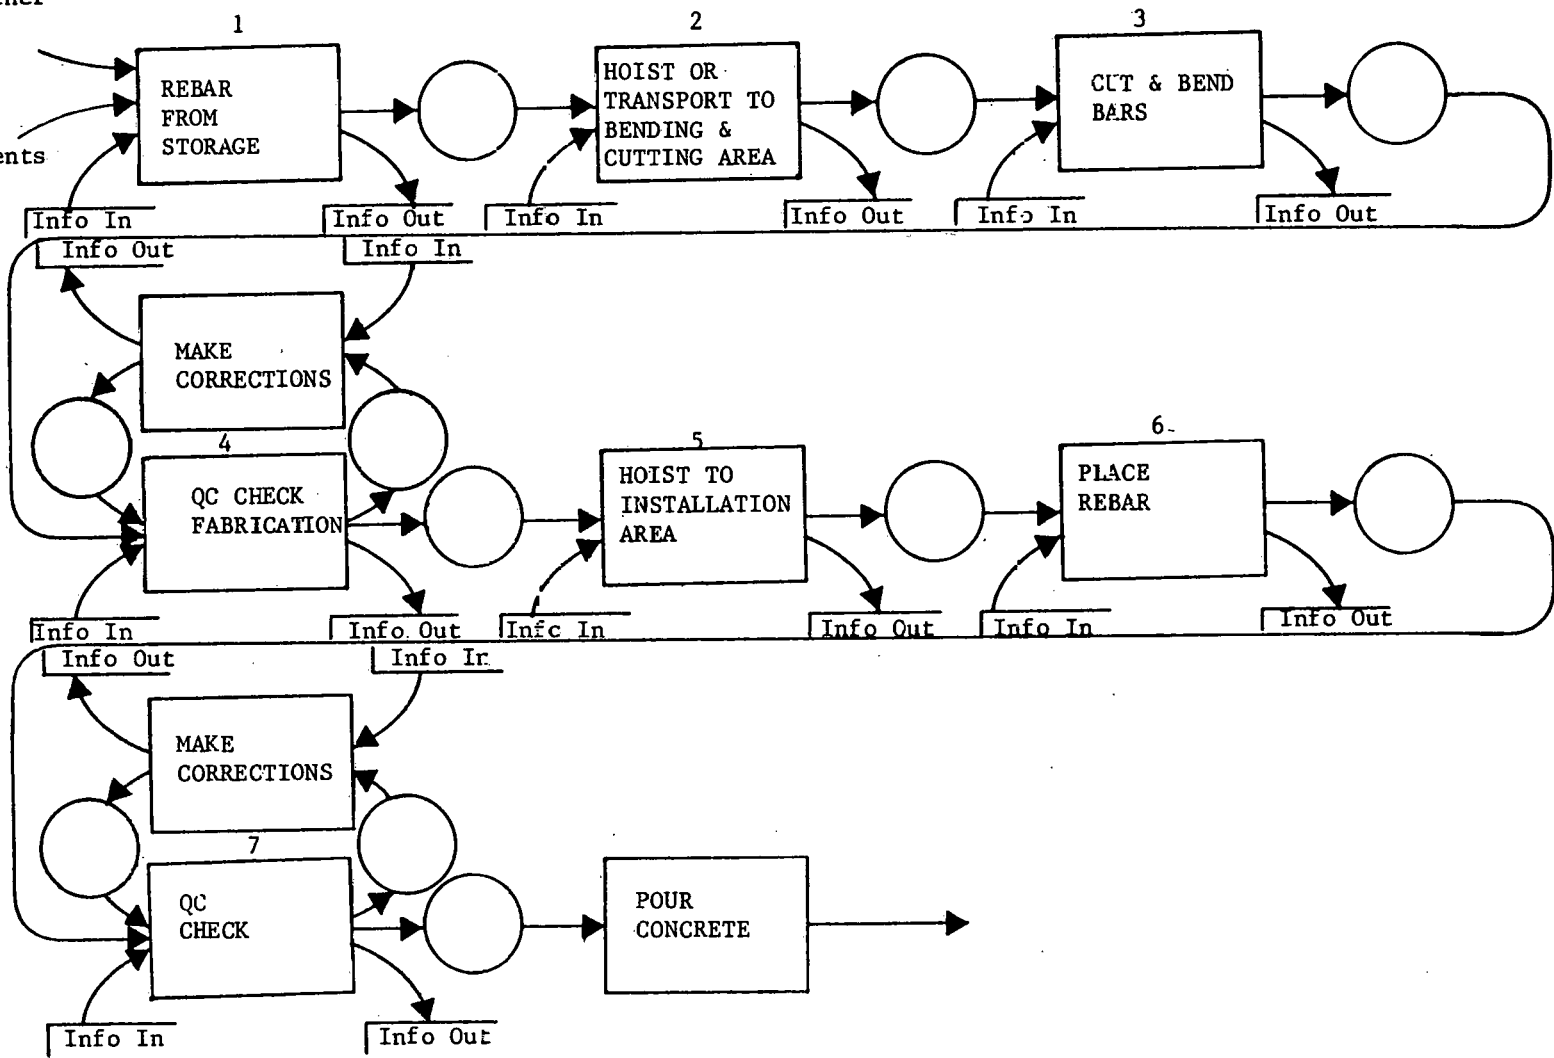 ents
1
REBAR
FROM
STORAGE
Info In
Info Out
2
HOIST OR
TRANSPORT TO
BENDING &
CUTTING AREA
Info In
Info Out
3
CUT & BEND
BARS
Info In
Info Out
Info Out
Info In
MAKE
CORRECTIONS
4
QC CHECK
FABRICATION
Info In
Info Out
5
HOIST TO
INSTALLATION
AREA
Info In
Info Out
6
PLACE
REBAR
Info In
Info Out
Info Out
Info In
MAKE
CORRECTIONS
7
QC
CHECK
Info In
Info Out
POUR
CONCRETE